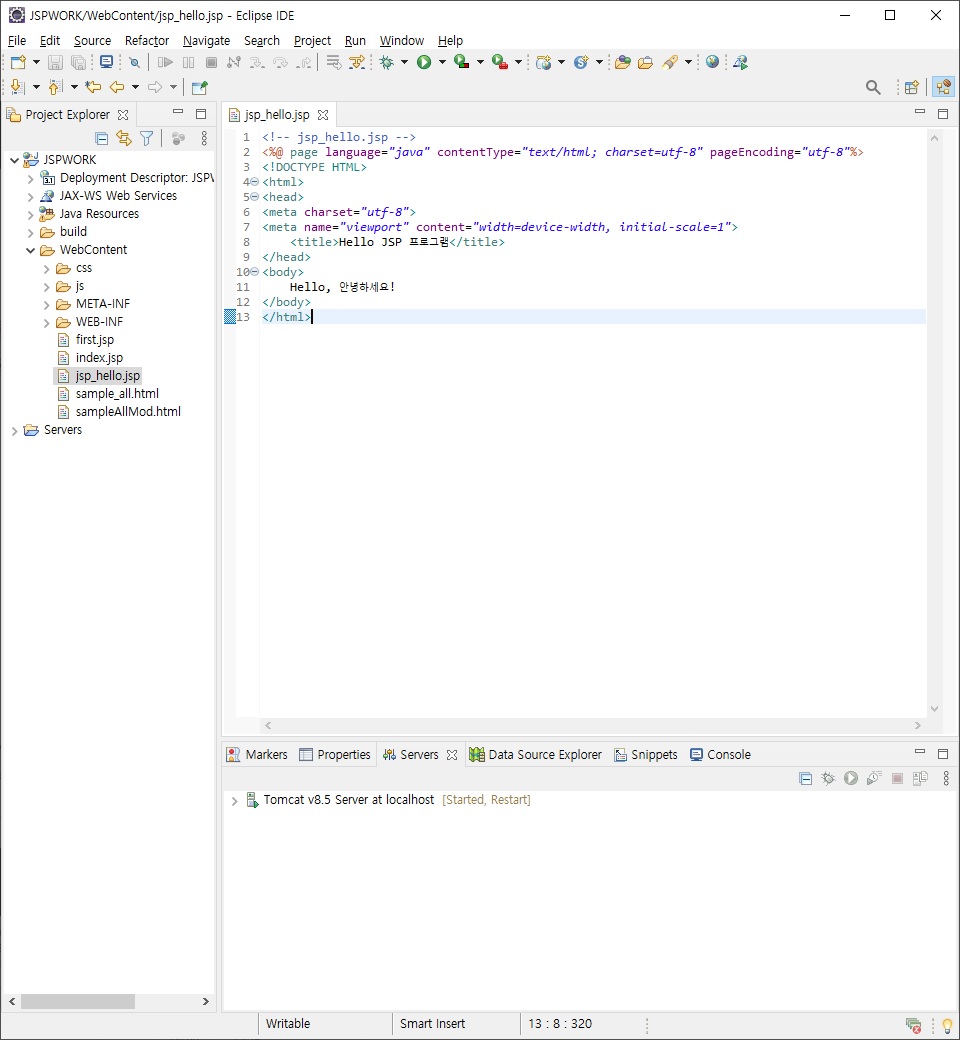 JSPWORK/WebContent/jsp_hello.jsp - Eclipse IDE
File Edit Source Refactor Navigate Search Project Run Window Help
Project Explorer
JSPWORK
Deployment Descriptor: JSPW
JAX-WS Web Services
Java Resources
build
WebContent
css
js
META-INF
WEB-INF
first.jsp
index.jsp
jsp_hello.jsp
sample_all.html
sampleAllMod.html
Servers
jsp_hello.jsp
1 <!-- jsp_hello.jsp -->
2 <%@ page language="java" contentType="text/html; charset=utf-8" pageEncoding="utf-8"%>
3 <!DOCTYPE HTML>
4 <html>
5 <head>
6 <meta charset="utf-8">
7 <meta name="viewport" content="width=device-width, initial-scale=1">
8 <title>Hello JSP 프로그램</title>
9 </head>
10 <body>
11 Hello, 안녕하세요!
12 </body>
13 </html>
Markers Properties Servers Data Source Explorer Snippets Console
Tomcat v8.5 Server at localhost [Started, Restart]
Writable Smart Insert 13 : 8 : 320